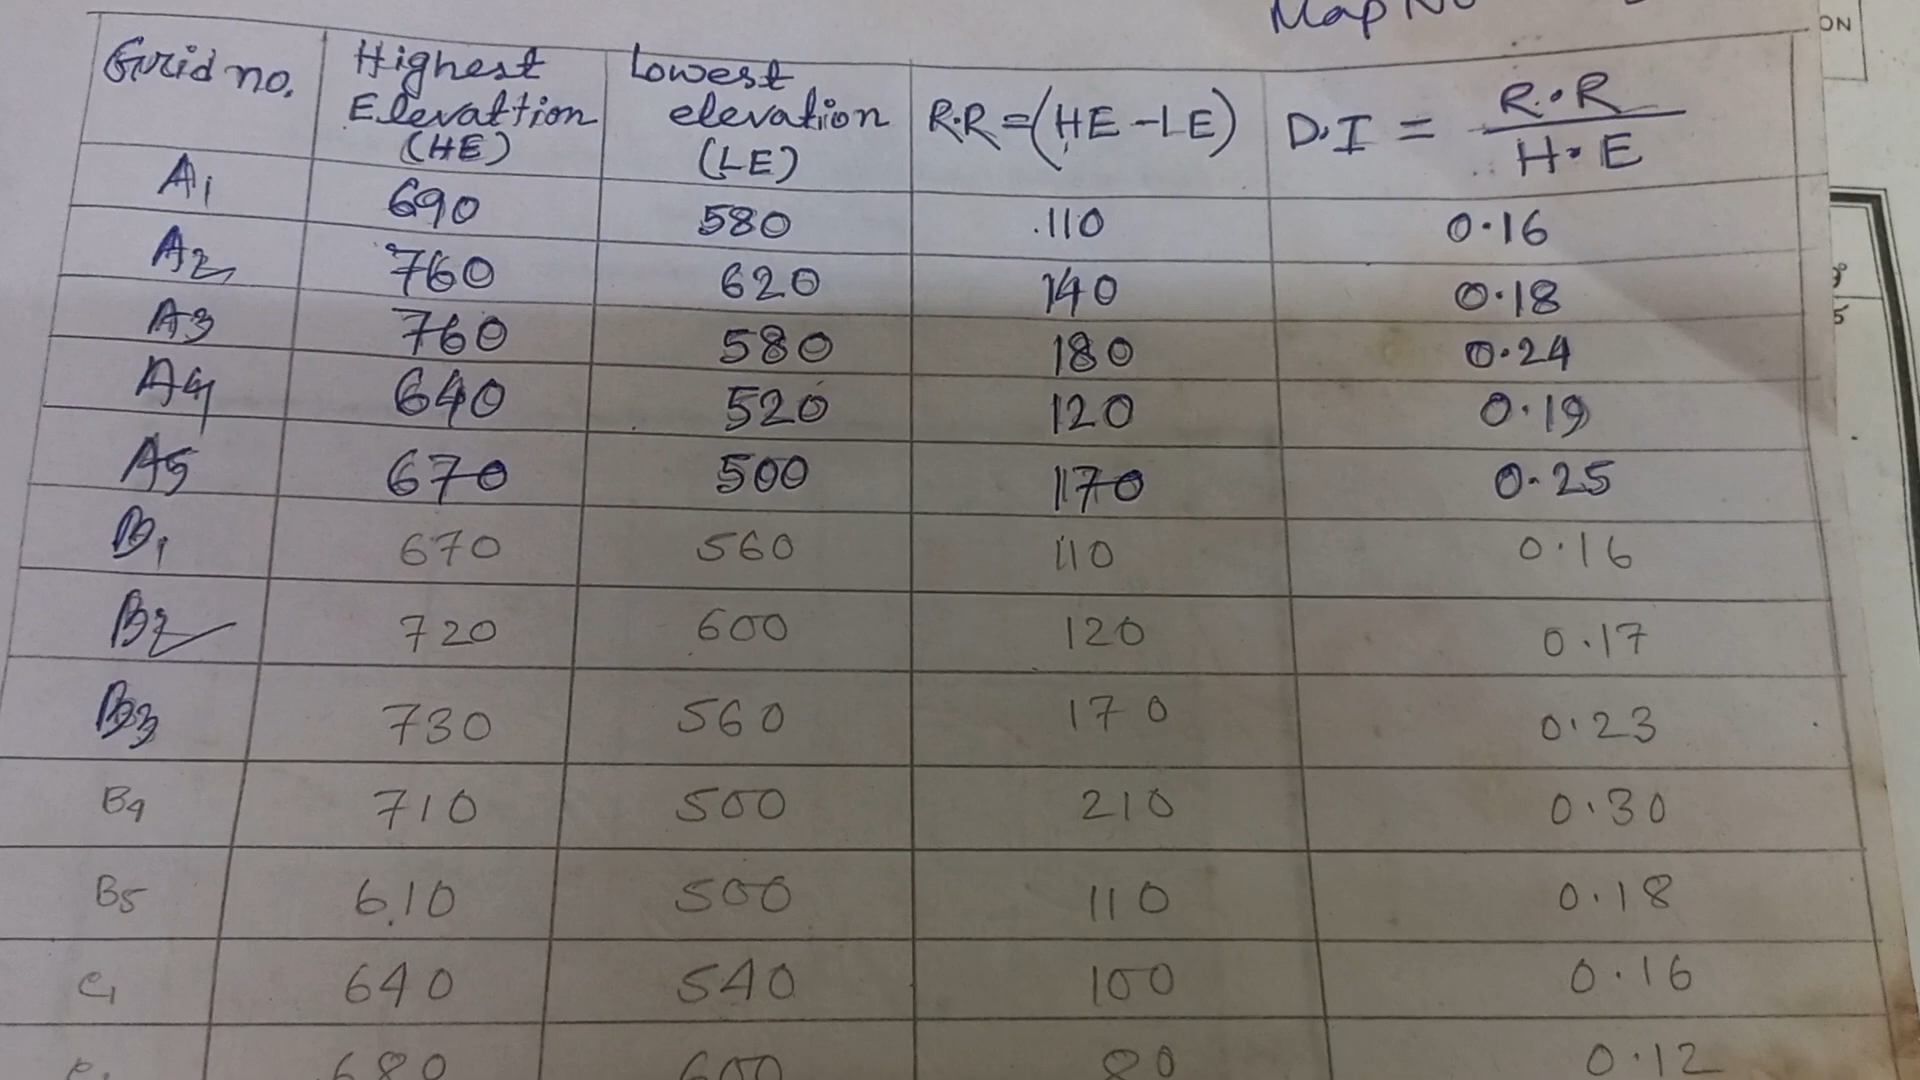 Map No
ON
Grid no. Highest Elevattion (HE) Lowest elevation (LE) R.R = (HE - LE) D.I = R.R / H.E
A1 690 580 110 0.16
A2 760 620 140 0.18
A3 760 580 180 0.24
A4 640 520 120 0.19
A5 670 500 170 0.25
B1 670 560 110 0.16
B2 720 600 120 0.17
B3 730 560 170 0.23
B4 710 500 210 0.30
B5 610 500 110 0.18
C1 640 540 100 0.16
680 600 80 0.12